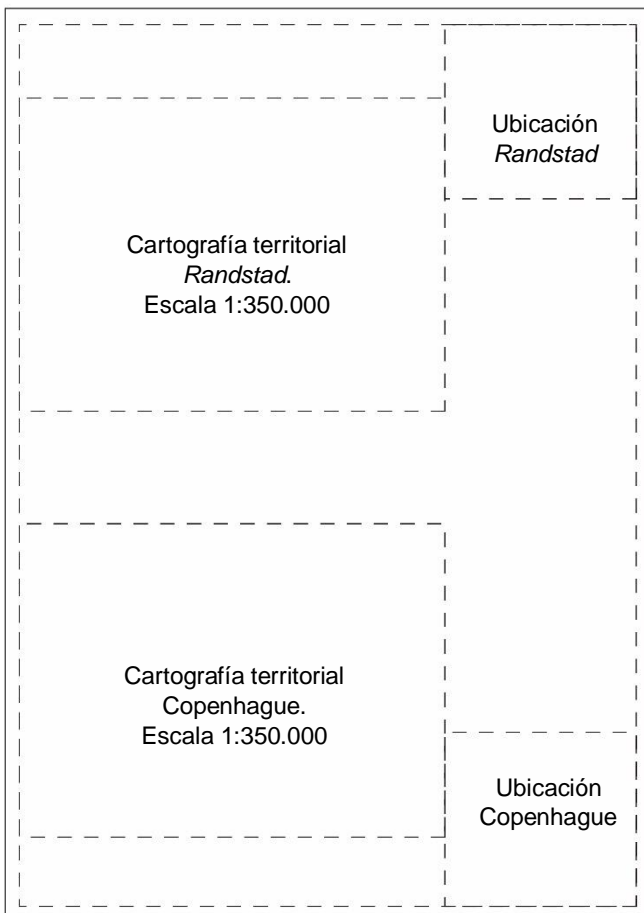 Ubicación
Randstad
Cartografía territorial
Randstad.
Escala 1:350.000
Cartografía territorial
Copenhague.
Escala 1:350.000
Ubicación
Copenhague